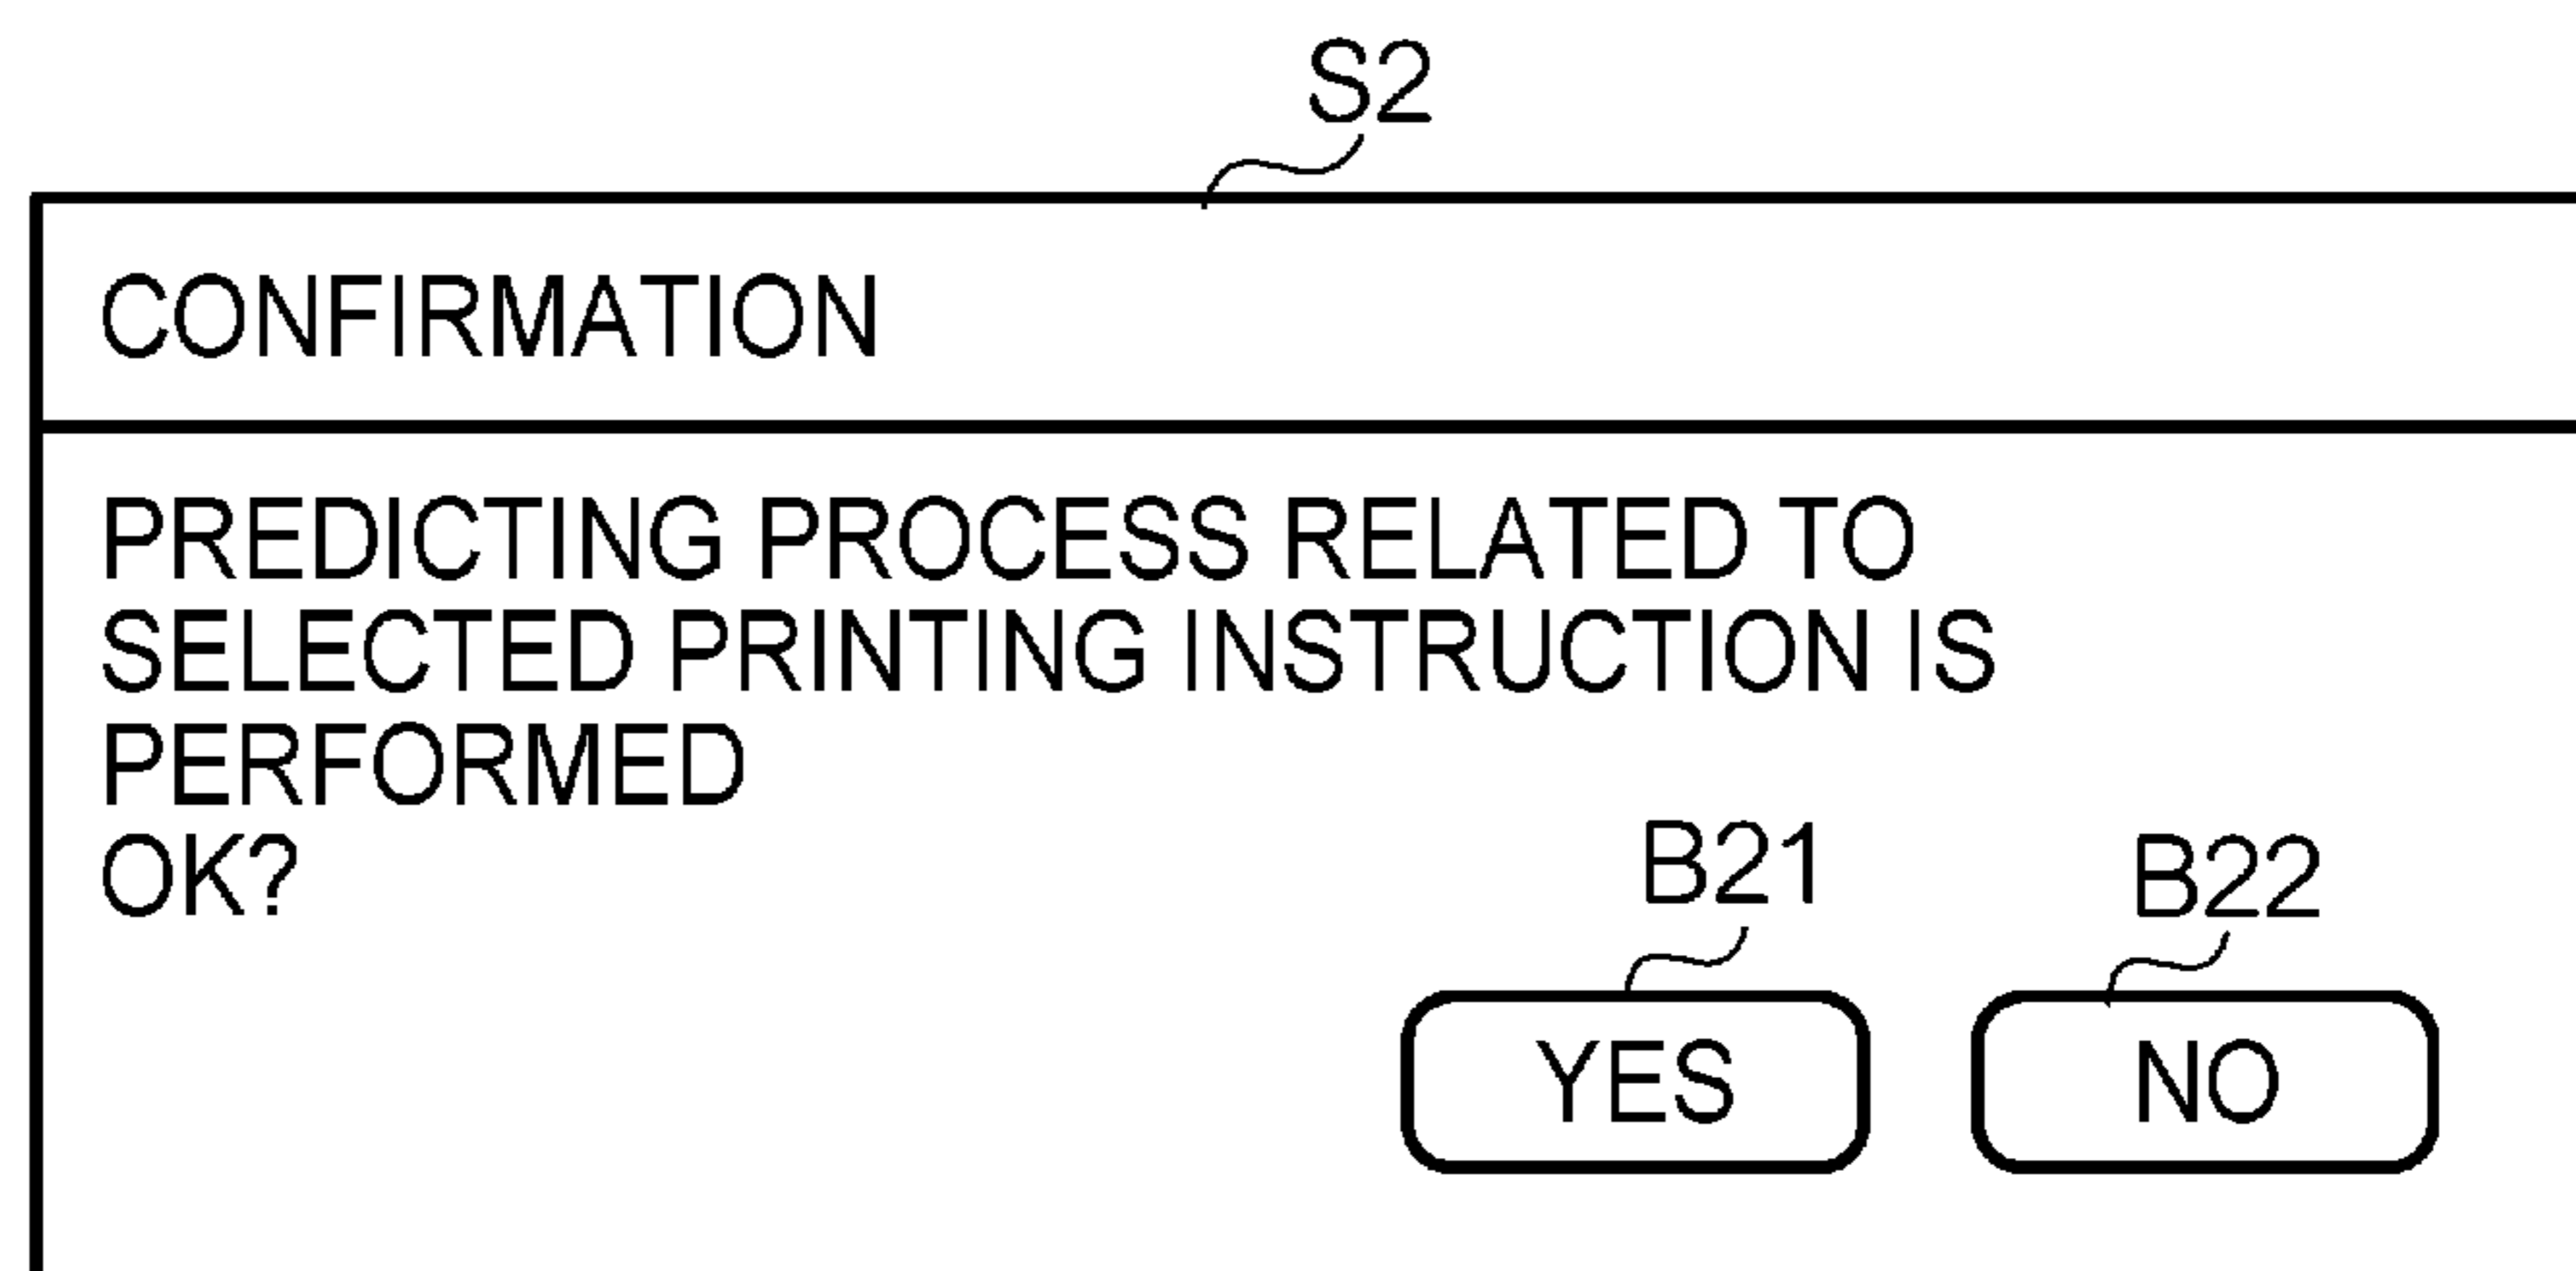 S2
CONFIRMATION
PREDICTING PROCESS RELATED TO
SELECTED PRINTING INSTRUCTION IS
PERFORMED
OK?
B21 B22
YES NO